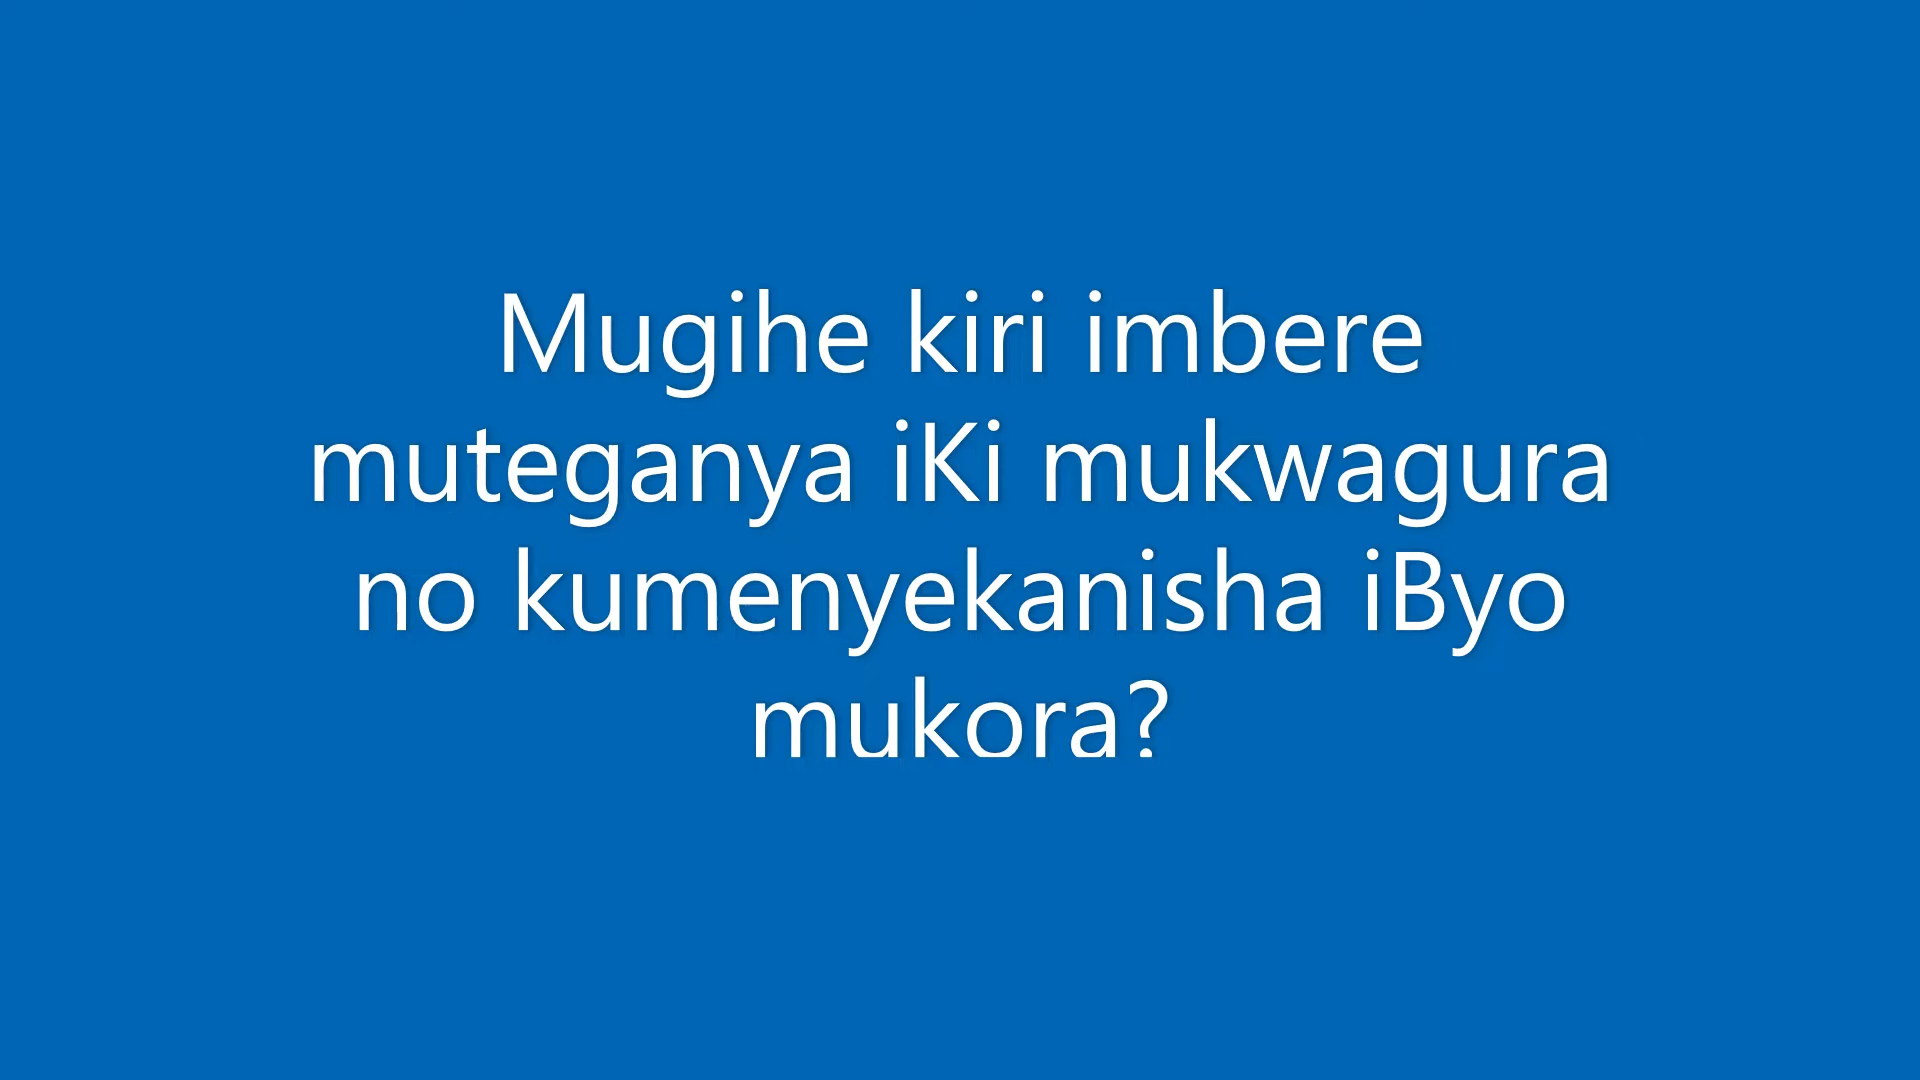 Mugihe kiri imbere
muteganya iKi mukwagura
no kumenyekanisha iByo
mukora?